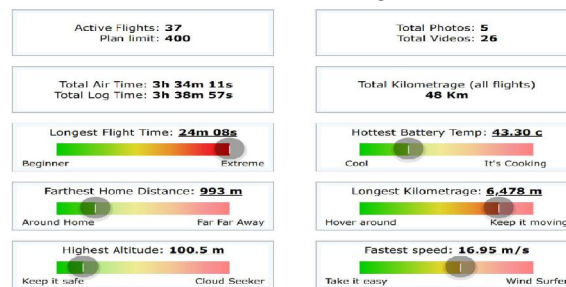 Active Flights: 37
Plan limit: 400
Total Photos: 5
Total Videos: 26
Total Air Time: 3h 34m 11s
Total Log Time: 3h 38m 57s
Total Kilometrage (all flights)
48 Km
Longest Flight Time: 24m 08s
Beginner Extreme
Hottest Battery Temp: 43.30 c
Cool It's Cooking
Farthest Home Distance: 993 m
Around Home Far Far Away
Longest Kilometrage: 6,478 m
Hover around Keep it moving
Highest Altitude: 100.5 m
Keep it safe Cloud Seeker
Fastest speed: 16.95 m/s
Take it easy Wind Surfer